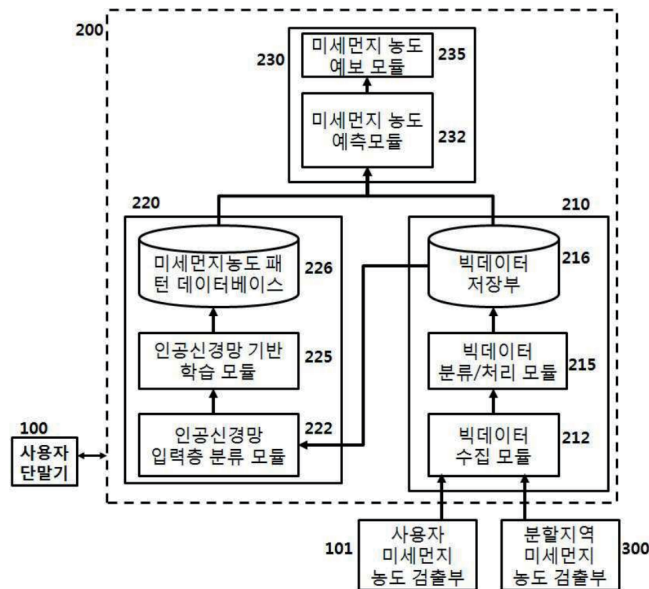 200
230
미세먼지 농도
예보 모듈
235
미세먼지 농도
예측모듈
232
220
미세먼지농도 패
턴 데이터베이스
226
인공신경망 기반
학습 모듈
225
인공신경망
입력층 분류 모듈
222
210
빅데이터
저장부
216
빅데이터
분류/처리 모듈
215
빅데이터
수집 모듈
212
100
사용자
단말기
101
사용자
미세먼지
농도 검출부
분할지역
미세먼지
농도 검출부
300